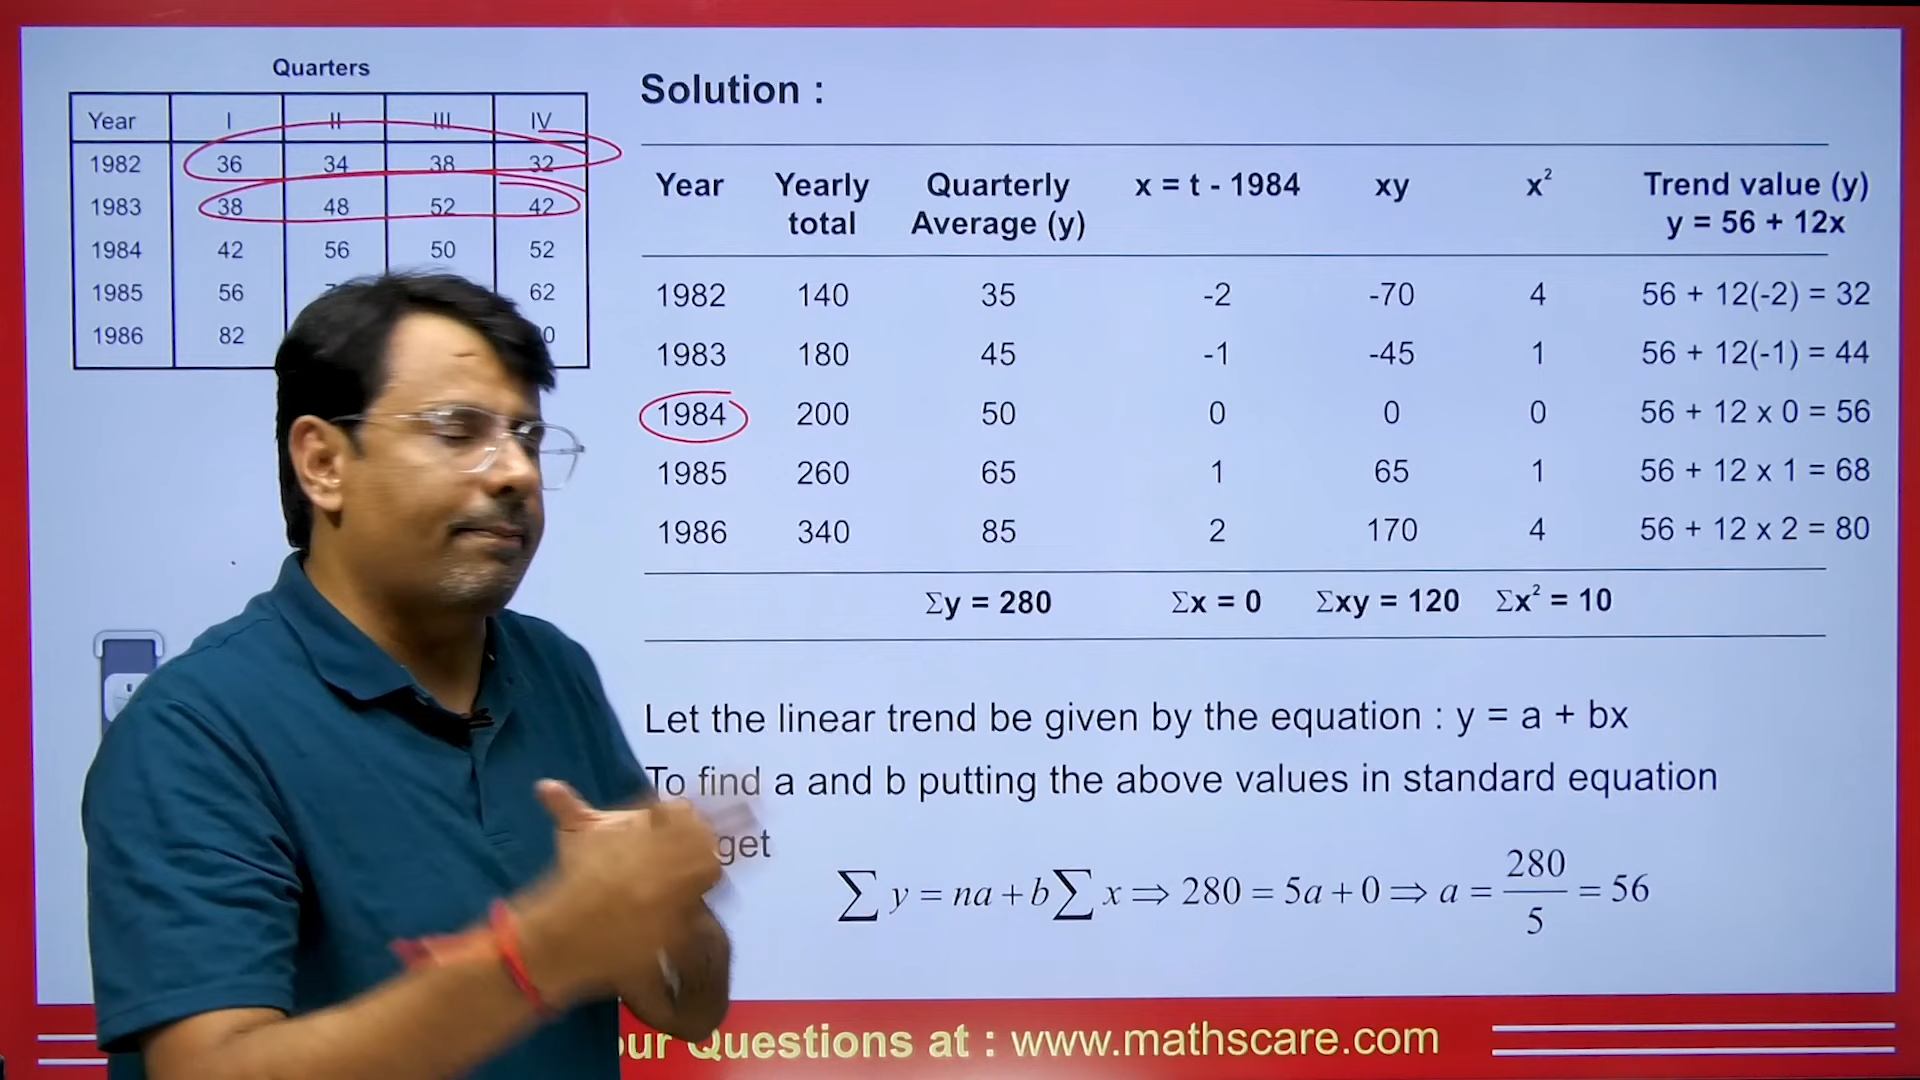 Quarters
Year I II III IV
1982 36 34 38 32
1983 38 48 52 42
1984 42 56 50 52
1985 56 62
1986 82
Solution :
Year Yearly total Quarterly Average (y) x = t - 1984 xy x² Trend value (y) y = 56 + 12x
1982 140 35 -2 -70 4 56 + 12(-2) = 32
1983 180 45 -1 -45 1 56 + 12(-1) = 44
1984 200 50 0 0 0 56 + 12 x 0 = 56
1985 260 65 1 65 1 56 + 12 x 1 = 68
1986 340 85 2 170 4 56 + 12 x 2 = 80
Σy = 280 Σx = 0 Σxy = 120 Σx² = 10
Let the linear trend be given by the equation : y = a + bx
To find a and b putting the above values in standard equation
get
∑ y = na + b∑ x ⇒ 280 = 5a + 0 ⇒ a = 280/5 = 56
Questions at : www.mathscare.com